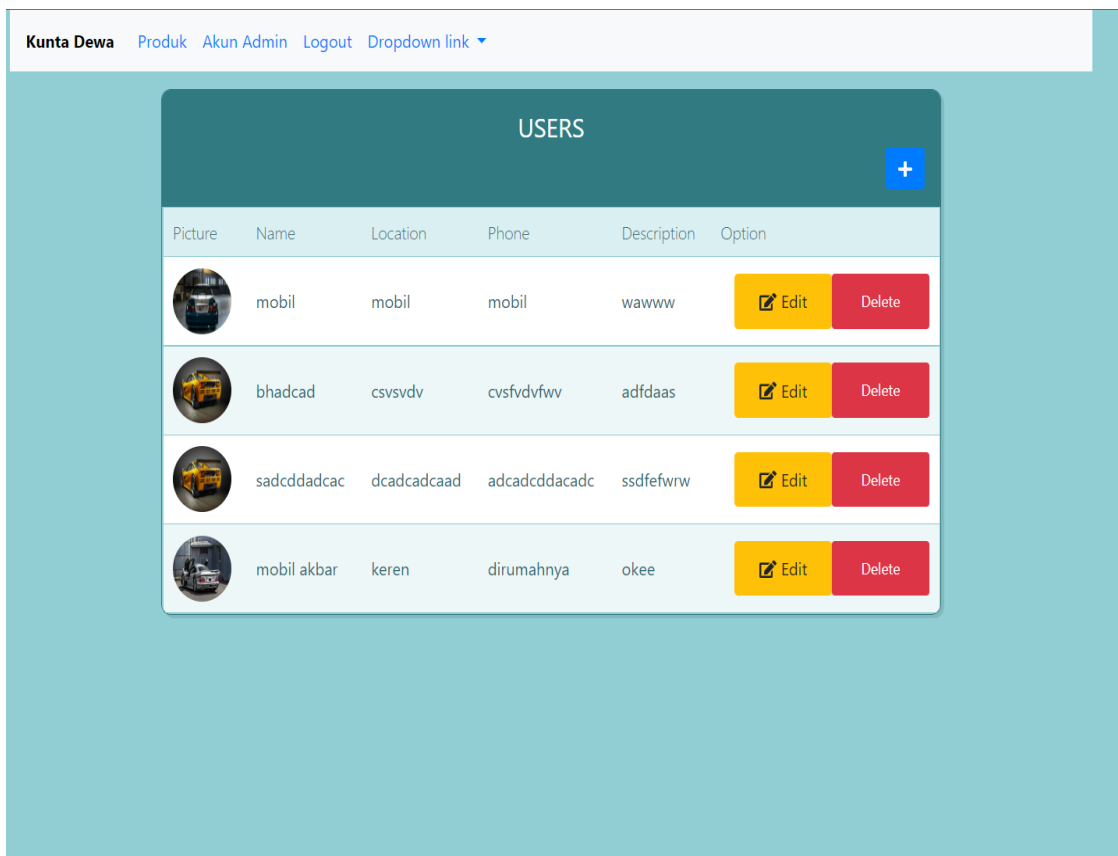 Kunta Dewa Produk Akun Admin Logout Dropdown link
USERS
+
Picture Name Location Phone Description Option
mobil mobil mobil wawww Edit Delete
bhadcad csvsvdv cvsfvdvfwv adfdaas Edit Delete
sadcddadcac dcadcadcaad adcadcddacadc ssdfefwrw Edit Delete
mobil akbar keren dirumahnya okee Edit Delete